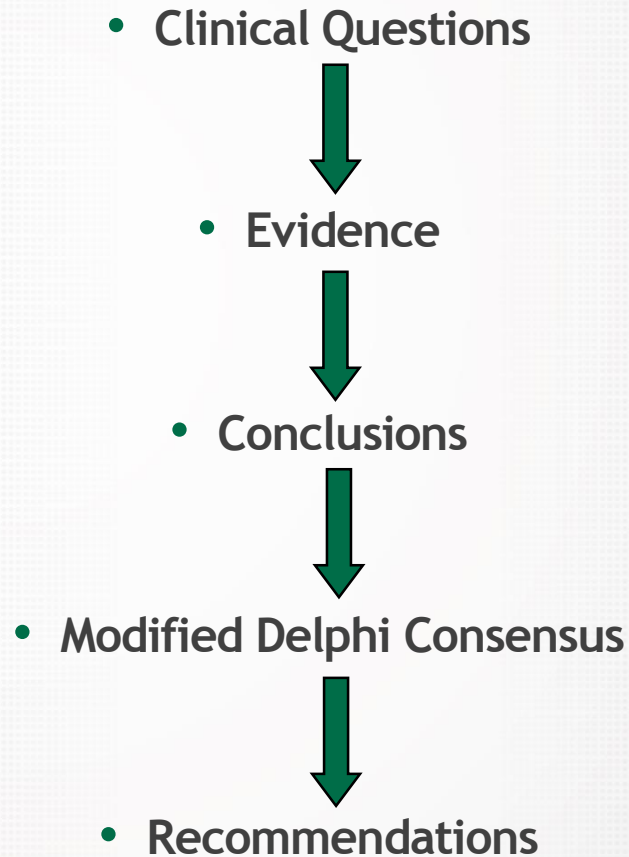 • Clinical Questions
• Evidence
• Conclusions
• Modified Delphi Consensus
• Recommendations